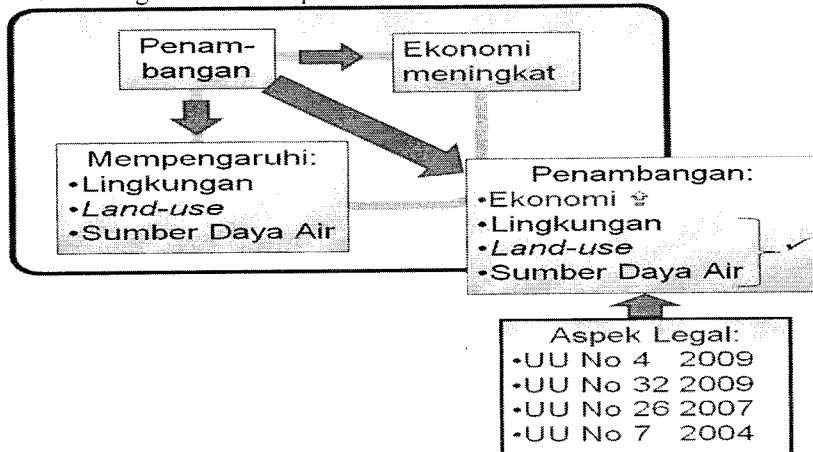 Penam-
bangan
Ekonomi
meningkat
Mempengaruhi:
•Lingkungan
•Land-use
•Sumber Daya Air
Penambangan:
•Ekonomi ⇧
•Lingkungan
•Land-use
•Sumber Daya Air
✓
Aspek Legal:
•UU No 4 2009
•UU No 32 2009
•UU No 26 2007
•UU No 7 2004